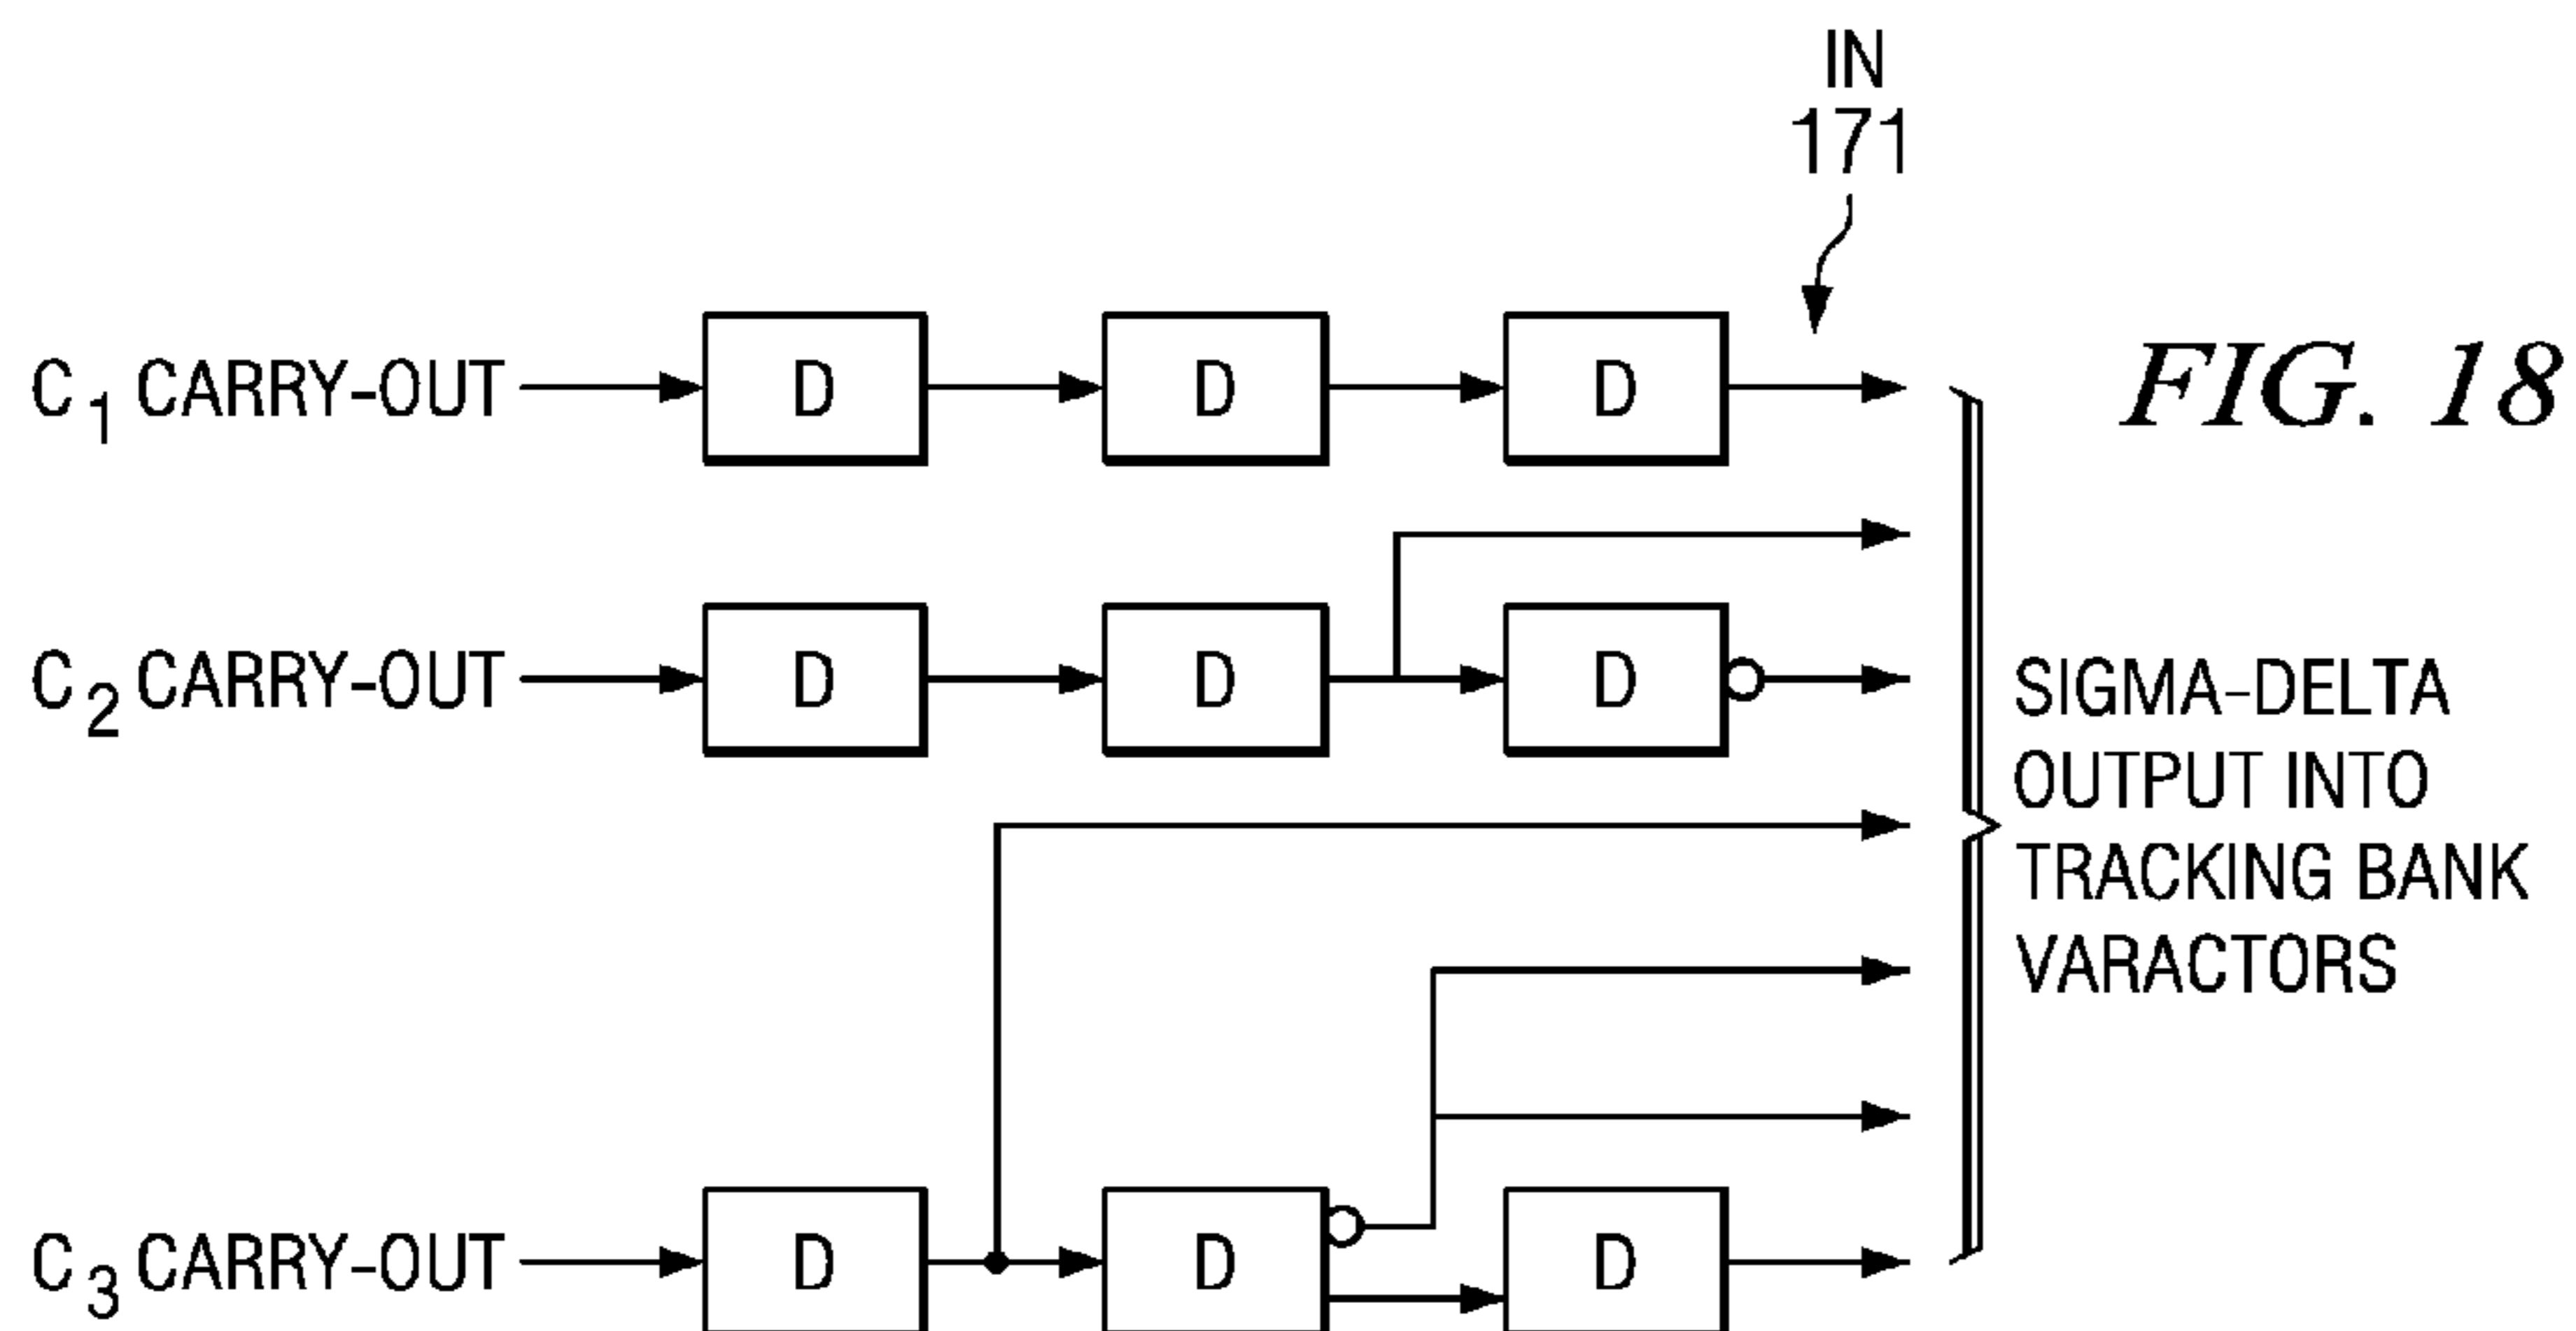 IN
171
FIG. 18
C1 CARRY-OUT
D
D
D
C2 CARRY-OUT
D
D
D
SIGMA-DELTA
OUTPUT INTO
TRACKING BANK
VARACTORS
C3 CARRY-OUT
D
D
D